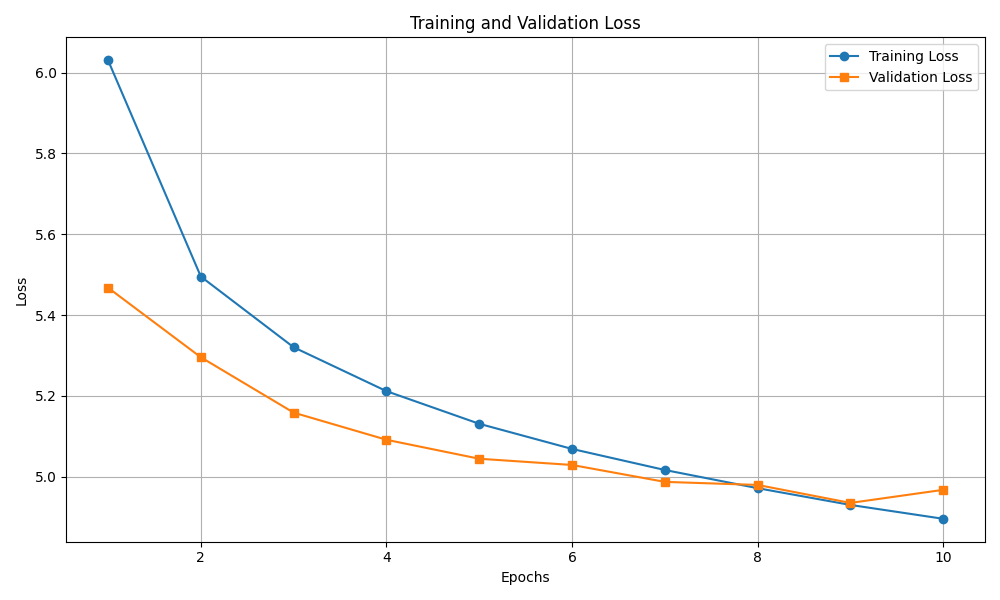 Training and Validation Loss
Training Loss
Validation Loss
6.0
5.8
5.6
5.4
5.2
5.0
Loss
2 4 6 8 10
Epochs